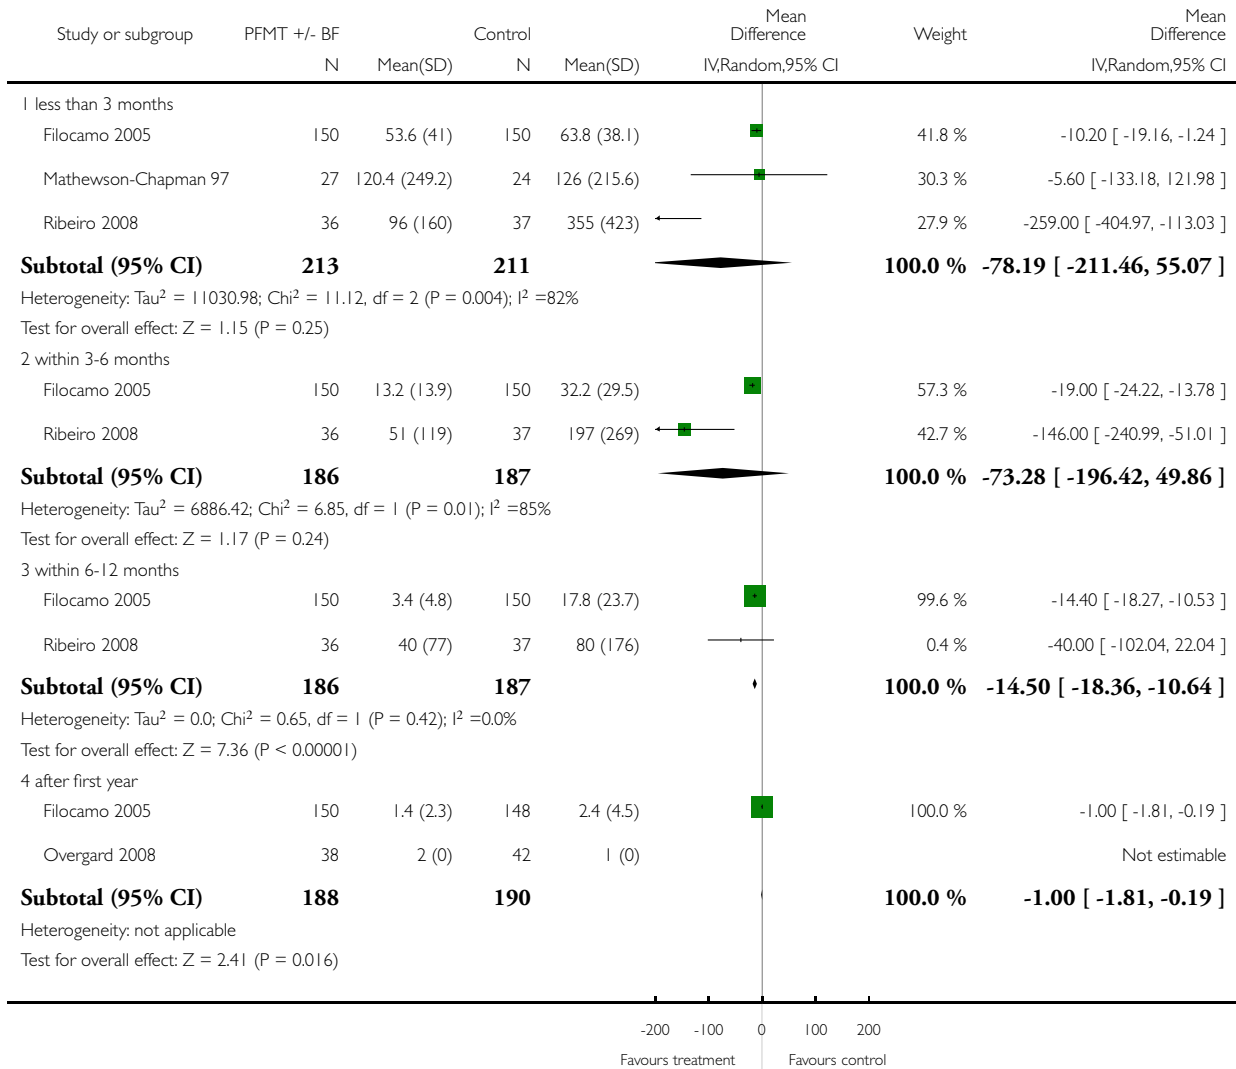 Study or subgroup PFMT +/- BF Control Mean Difference Weight Mean Difference
N Mean(SD) N Mean(SD) IV,Random,95% CI IV,Random,95% CI
1 less than 3 months
Filocamo 2005 150 53.6 (41) 150 63.8 (38.1) 41.8 % -10.20 [ -19.16, -1.24 ]
Mathewson-Chapman 97 27 120.4 (249.2) 24 126 (215.6) 30.3 % -5.60 [ -133.18, 121.98 ]
Ribeiro 2008 36 96 (160) 37 355 (423) 27.9 % -259.00 [ -404.97, -113.03 ]
Subtotal (95% CI) 213 211 100.0 % -78.19 [ -211.46, 55.07 ]
Heterogeneity: Tau² = 11030.98; Chi² = 11.12, df = 2 (P = 0.004); I² =82%
Test for overall effect: Z = 1.15 (P = 0.25)
2 within 3-6 months
Filocamo 2005 150 13.2 (13.9) 150 32.2 (29.5) 57.3 % -19.00 [ -24.22, -13.78 ]
Ribeiro 2008 36 51 (119) 37 197 (269) 42.7 % -146.00 [ -240.99, -51.01 ]
Subtotal (95% CI) 186 187 100.0 % -73.28 [ -196.42, 49.86 ]
Heterogeneity: Tau² = 6886.42; Chi² = 6.85, df = 1 (P = 0.01); I² =85%
Test for overall effect: Z = 1.17 (P = 0.24)
3 within 6-12 months
Filocamo 2005 150 3.4 (4.8) 150 17.8 (23.7) 99.6 % -14.40 [ -18.27, -10.53 ]
Ribeiro 2008 36 40 (77) 37 80 (176) 0.4 % -40.00 [ -102.04, 22.04 ]
Subtotal (95% CI) 186 187 100.0 % -14.50 [ -18.36, -10.64 ]
Heterogeneity: Tau² = 0.0; Chi² = 0.65, df = 1 (P = 0.42); I² =0.0%
Test for overall effect: Z = 7.36 (P < 0.00001)
4 after first year
Filocamo 2005 150 1.4 (2.3) 148 2.4 (4.5) 100.0 % -1.00 [ -1.81, -0.19 ]
Overgard 2008 38 2 (0) 42 1 (0) Not estimable
Subtotal (95% CI) 188 190 100.0 % -1.00 [ -1.81, -0.19 ]
Heterogeneity: not applicable
Test for overall effect: Z = 2.41 (P = 0.016)
-200 -100 0 100 200
Favours treatment Favours control